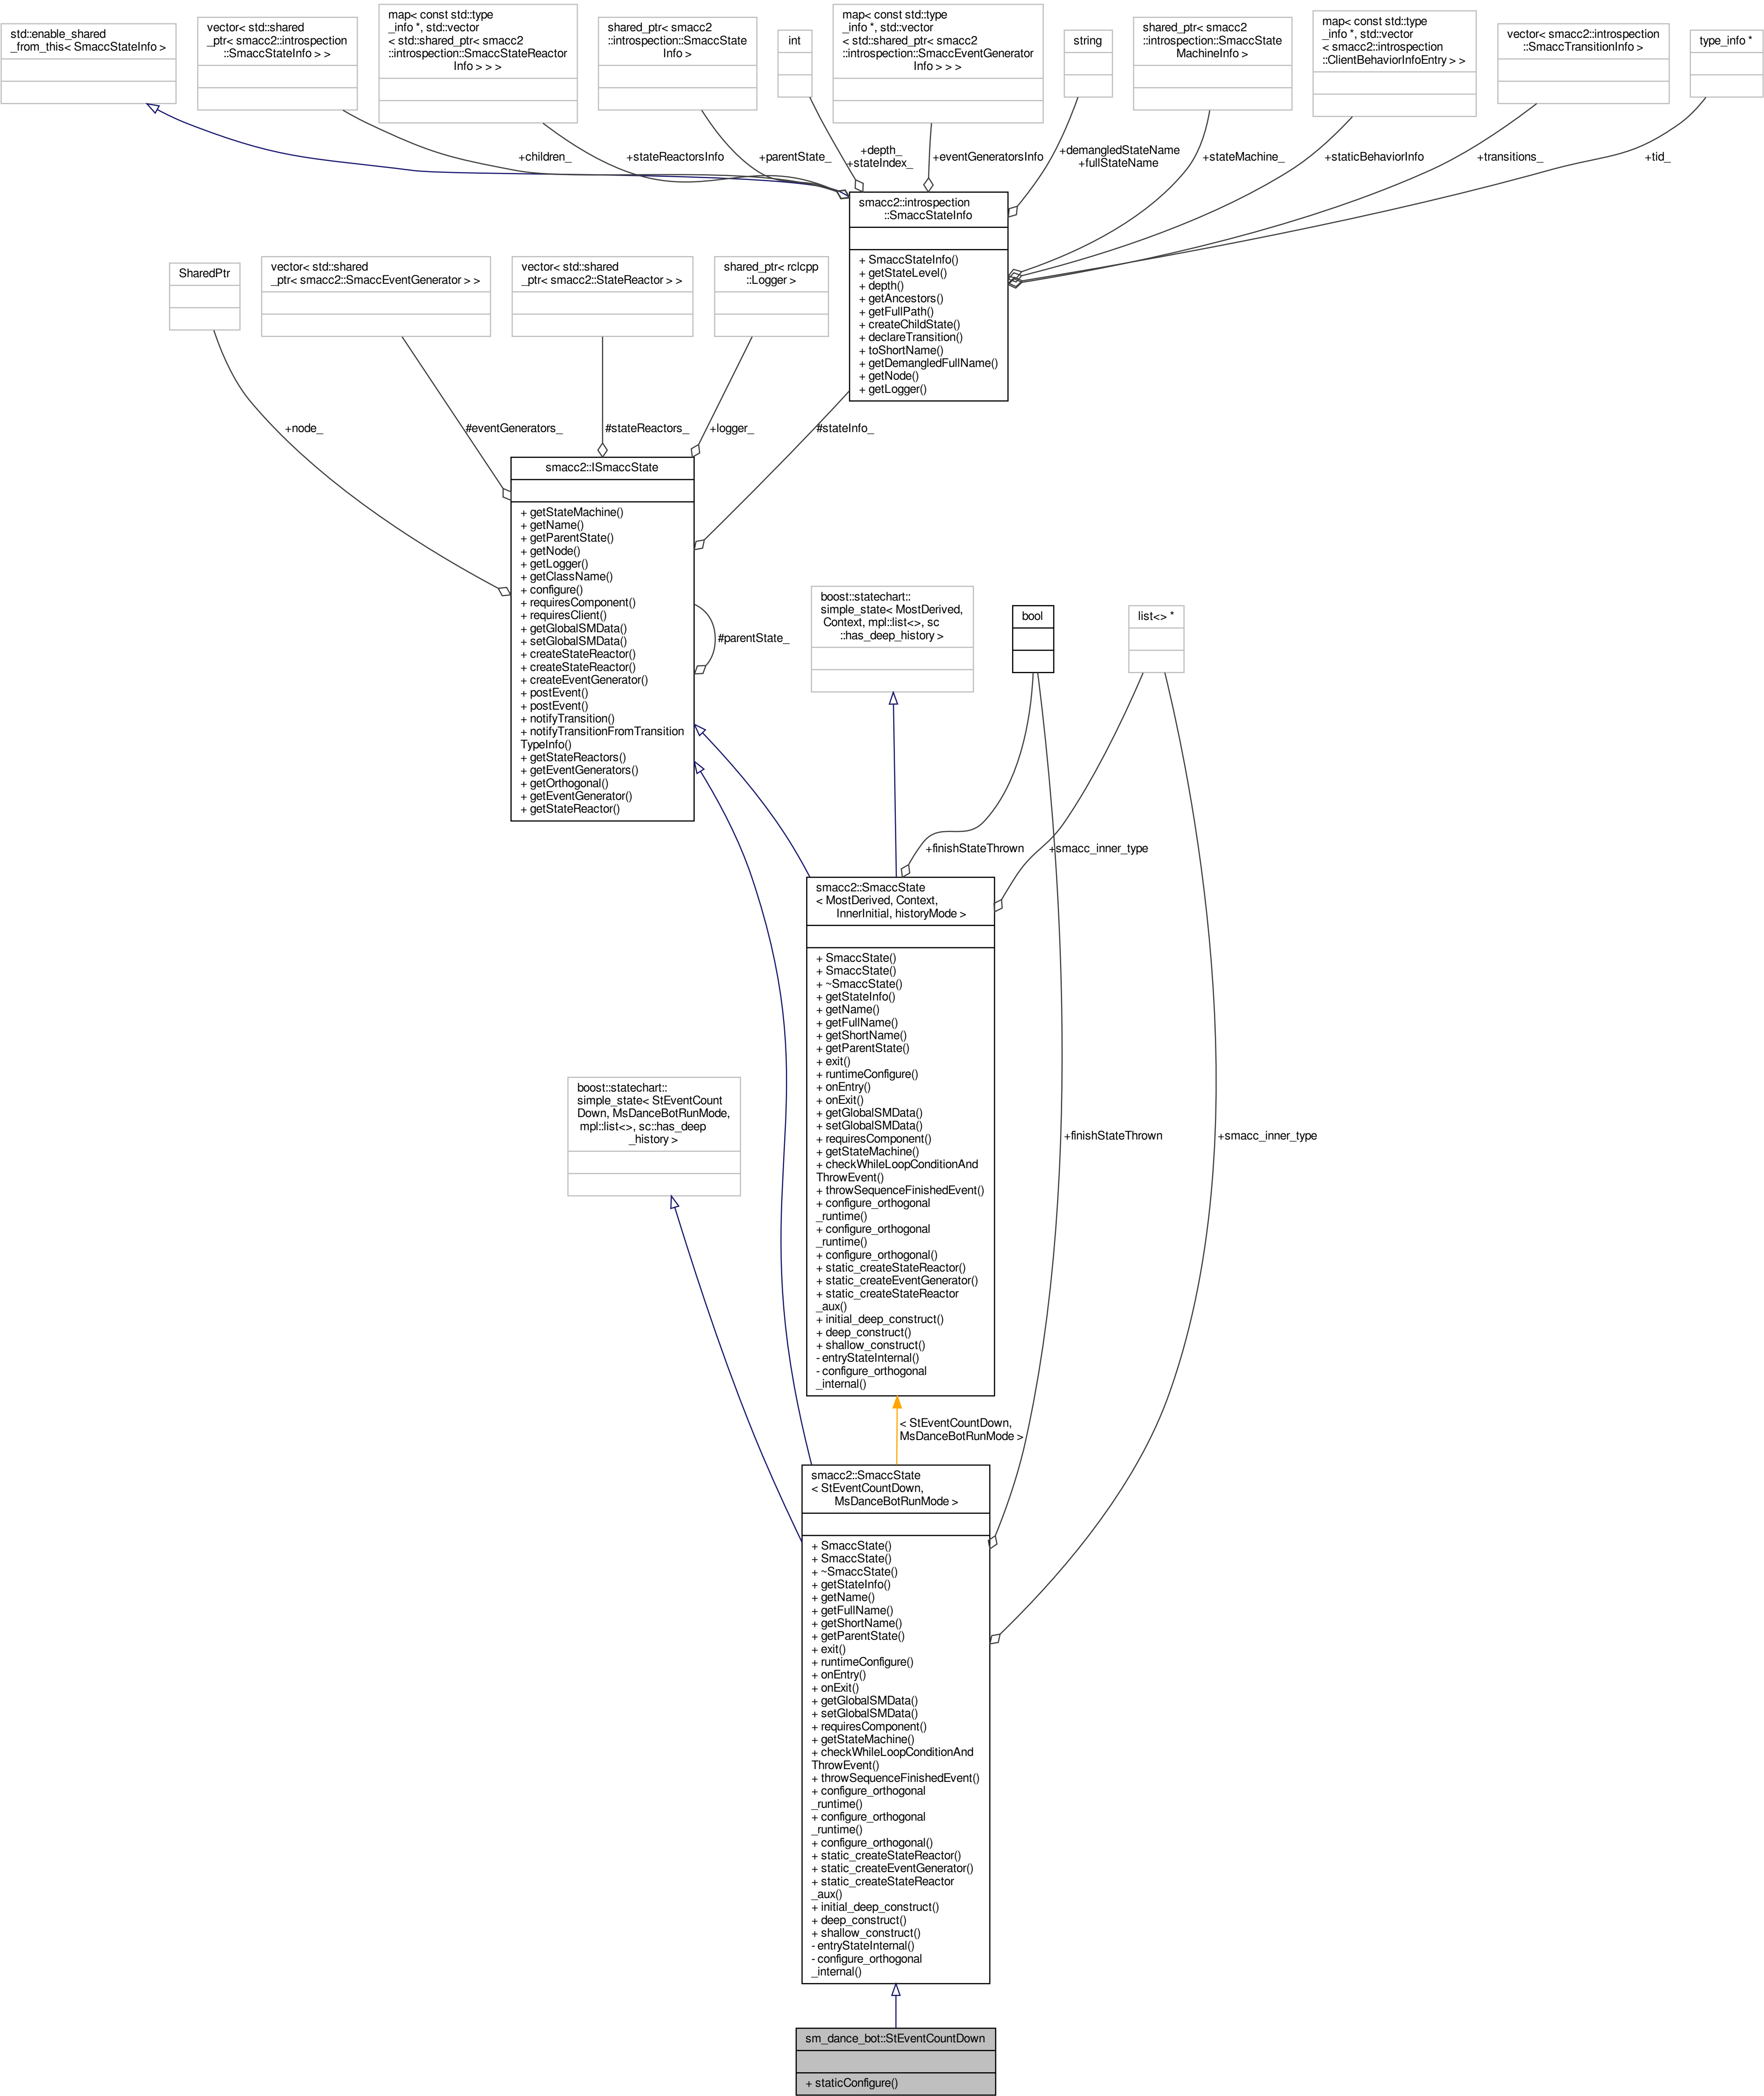 std::enable_shared
_from_this< SmaccStateInfo >
vector< std::shared
_ptr< smacc2::introspection
::SmaccStateInfo > >
map< const std::type
_info *, std::vector
< std::shared_ptr< smacc2
::introspection::SmaccStateReactor
Info > > >
shared_ptr< smacc2
::introspection::SmaccState
Info >
int
map< const std::type
_info *, std::vector
< std::shared_ptr< smacc2
::introspection::SmaccEventGenerator
Info > > >
string
shared_ptr< smacc2
::introspection::SmaccState
MachineInfo >
map< const std::type
_info *, std::vector
< smacc2::introspection
::ClientBehaviorInfoEntry > >
vector< smacc2::introspection
::SmaccTransitionInfo >
type_info *
+children_
+stateReactorsInfo
+parentState_
+depth_
+stateIndex_
+eventGeneratorsInfo
+demangledStateName
+fullStateName
+stateMachine_
+staticBehaviorInfo
+transitions_
+tid_
smacc2::introspection
::SmaccStateInfo
+ SmaccStateInfo()
+ getStateLevel()
+ depth()
+ getAncestors()
+ getFullPath()
+ createChildState()
+ declareTransition()
+ toShortName()
+ getDemangledFullName()
+ getNode()
+ getLogger()
SharedPtr
vector< std::shared
_ptr< smacc2::SmaccEventGenerator > >
vector< std::shared
_ptr< smacc2::StateReactor > >
shared_ptr< rclcpp
::Logger >
+node_
#eventGenerators_
#stateReactors_
+logger_
#stateInfo_
smacc2::ISmaccState
+ getStateMachine()
+ getName()
+ getParentState()
+ getNode()
+ getLogger()
+ getClassName()
+ configure()
+ requiresComponent()
+ requiresClient()
+ getGlobalSMData()
+ setGlobalSMData()
+ createStateReactor()
+ createStateReactor()
+ createEventGenerator()
+ postEvent()
+ postEvent()
+ notifyTransition()
+ notifyTransitionFromTransition
TypeInfo()
+ getStateReactors()
+ getEventGenerators()
+ getOrthogonal()
+ getEventGenerator()
+ getStateReactor()
#parentState_
boost::statechart::
simple_state< MostDerived,
Context, mpl::list<>, sc
::has_deep_history >
bool
list<> *
+finishStateThrown
+smacc_inner_type
smacc2::SmaccState
< MostDerived, Context,
InnerInitial, historyMode >
+ SmaccState()
+ SmaccState()
+ ~SmaccState()
+ getStateInfo()
+ getName()
+ getFullName()
+ getShortName()
+ getParentState()
+ exit()
+ runtimeConfigure()
+ onEntry()
+ onExit()
+ getGlobalSMData()
+ setGlobalSMData()
+ requiresComponent()
+ getStateMachine()
+ checkWhileLoopConditionAnd
ThrowEvent()
+ throwSequenceFinishedEvent()
+ configure_orthogonal
_runtime()
+ configure_orthogonal
_runtime()
+ configure_orthogonal()
+ static_createStateReactor()
+ static_createEventGenerator()
+ static_createStateReactor
_aux()
+ initial_deep_construct()
+ deep_construct()
+ shallow_construct()
- entryStateInternal()
- configure_orthogonal
_internal()
boost::statechart::
simple_state< StEventCount
Down, MsDanceBotRunMode,
mpl::list<>, sc::has_deep
_history >
+finishStateThrown
+smacc_inner_type
< StEventCountDown,
MsDanceBotRunMode >
smacc2::SmaccState
< StEventCountDown,
MsDanceBotRunMode >
+ SmaccState()
+ SmaccState()
+ ~SmaccState()
+ getStateInfo()
+ getName()
+ getFullName()
+ getShortName()
+ getParentState()
+ exit()
+ runtimeConfigure()
+ onEntry()
+ onExit()
+ getGlobalSMData()
+ setGlobalSMData()
+ requiresComponent()
+ getStateMachine()
+ checkWhileLoopConditionAnd
ThrowEvent()
+ throwSequenceFinishedEvent()
+ configure_orthogonal
_runtime()
+ configure_orthogonal
_runtime()
+ configure_orthogonal()
+ static_createStateReactor()
+ static_createEventGenerator()
+ static_createStateReactor
_aux()
+ initial_deep_construct()
+ deep_construct()
+ shallow_construct()
- entryStateInternal()
- configure_orthogonal
_internal()
sm_dance_bot::StEventCountDown
+ staticConfigure()